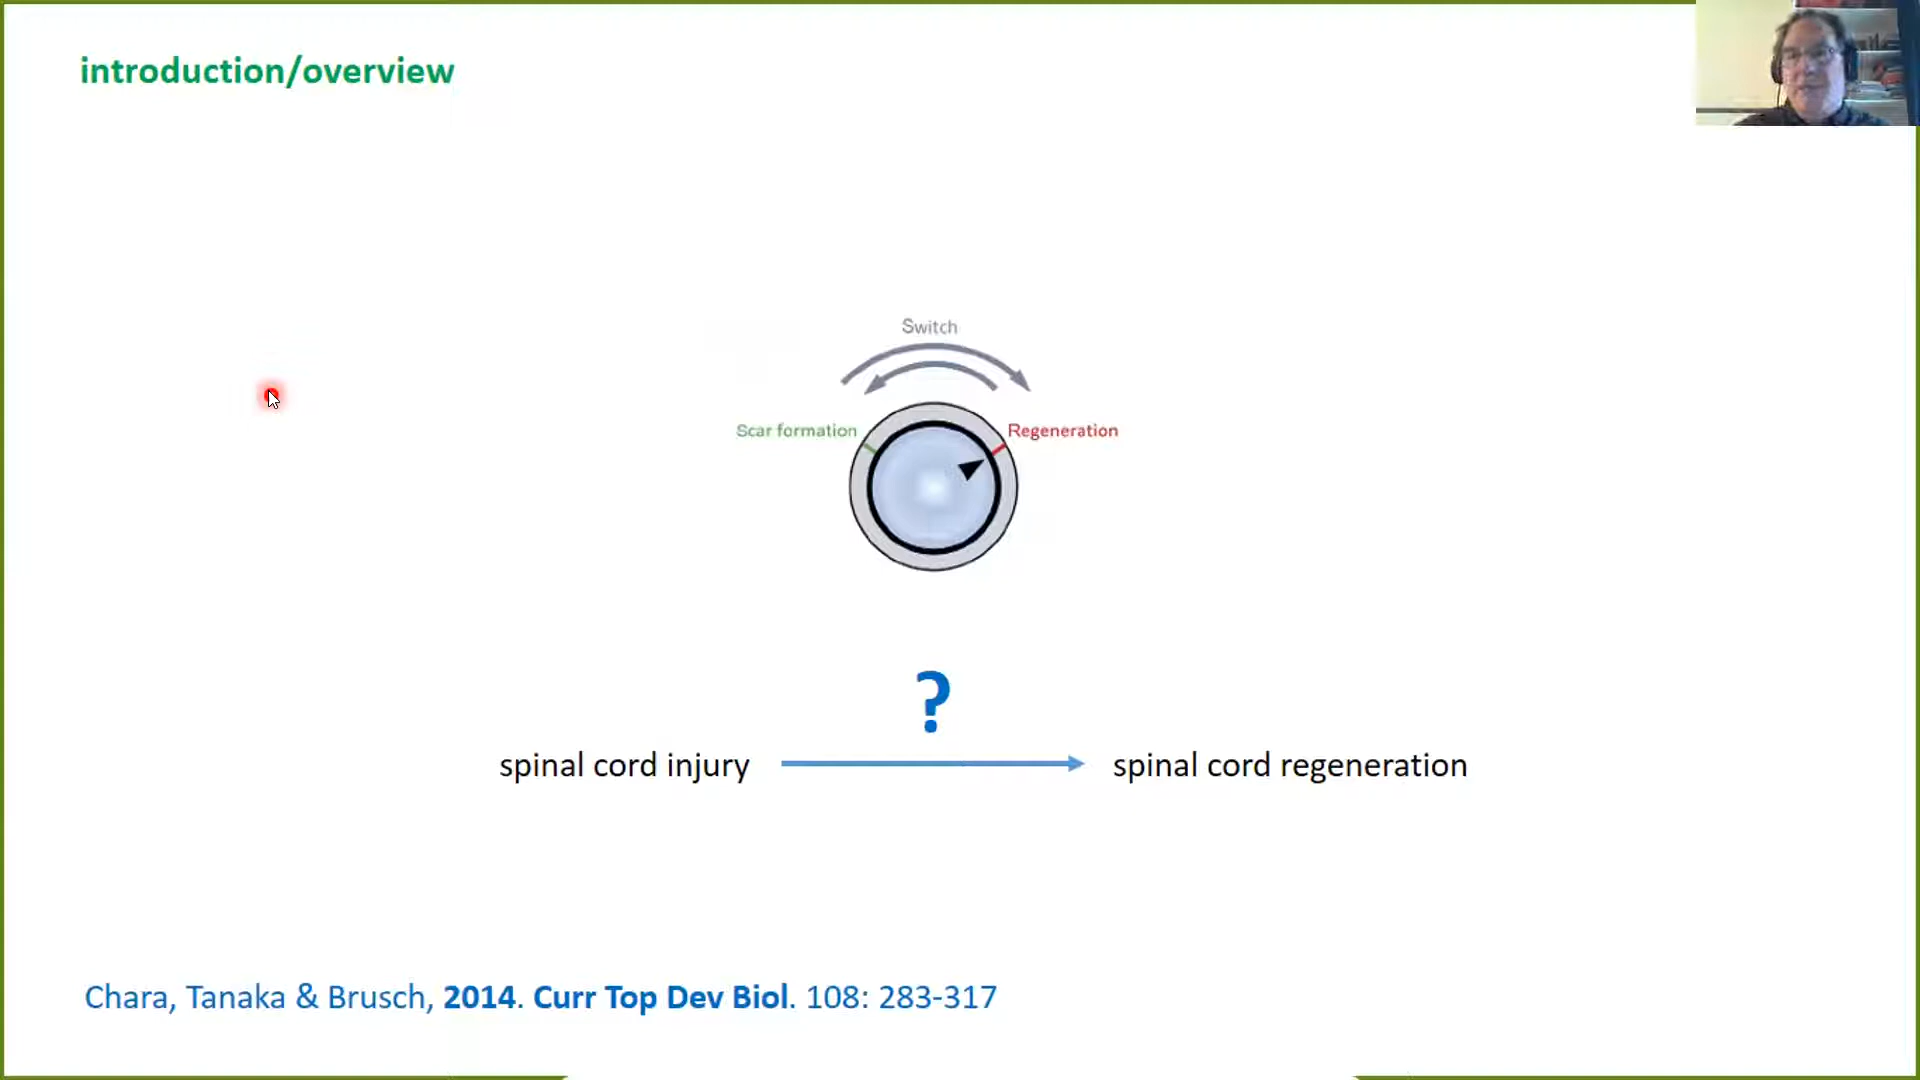 introduction/overview
Switch
Scar formation
Regeneration
?
spinal cord injury
spinal cord regeneration
Chara, Tanaka & Brusch, 2014. Curr Top Dev Biol. 108: 283-317